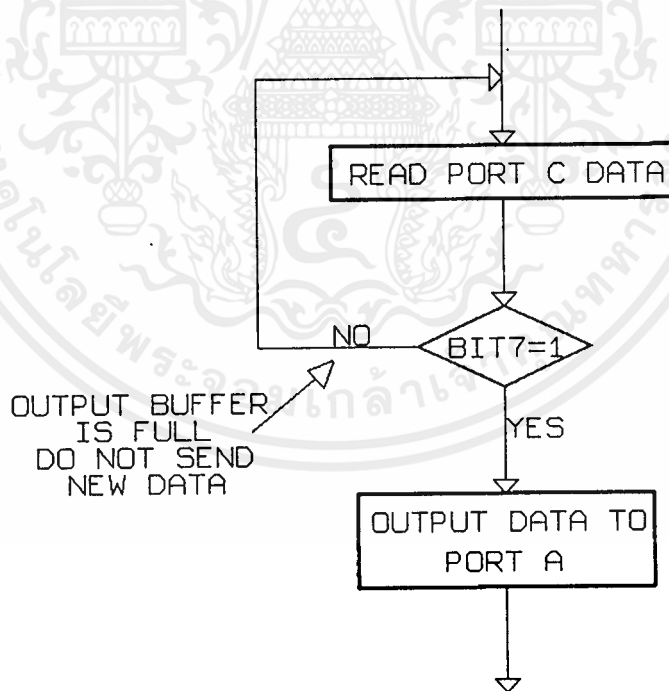 READ PORT C DATA
NO
BIT7=1
OUTPUT BUFFER
IS FULL
DO NOT SEND
NEW DATA
YES
OUTPUT DATA TO
PORT A